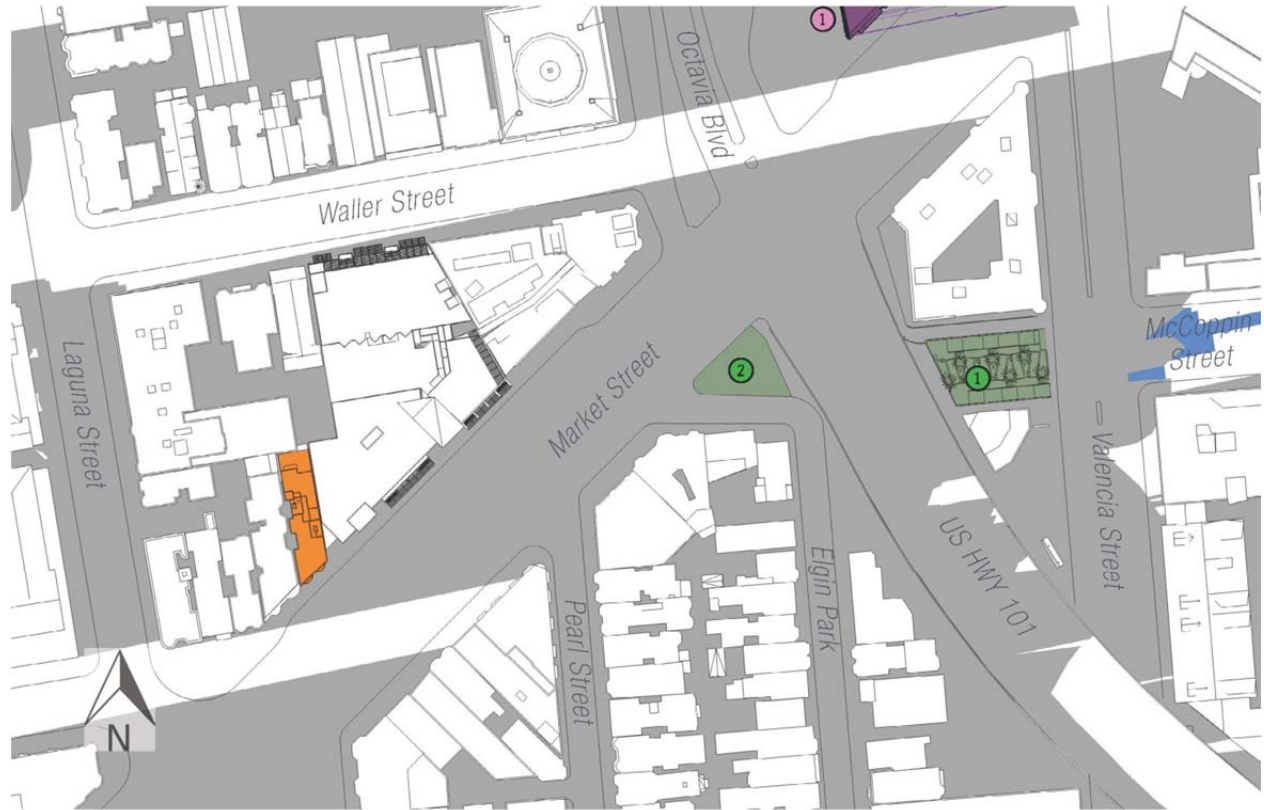 1
Octavia Blvd
Waller Street
McCoppin
Street
Laguna Street
Market Street
2
1
Valencia Street
US HWY 101
Elgin Park
Pearl Street
N